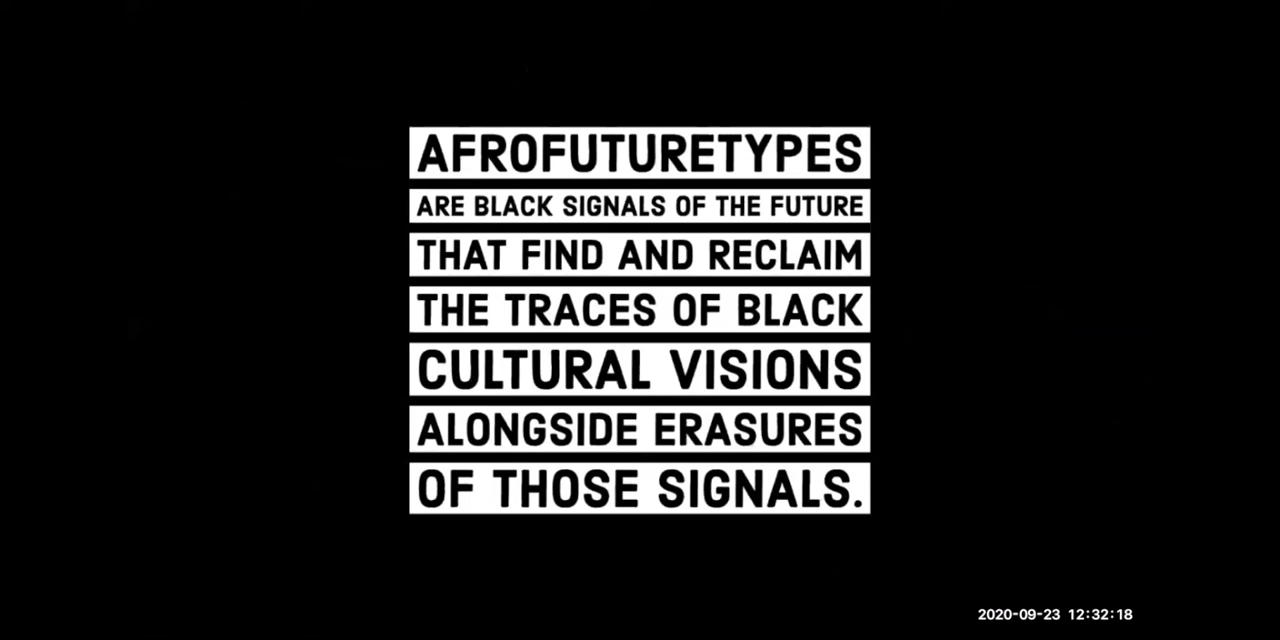 AFROFUTURETYPES
ARE BLACK SIGNALS OF THE FUTURE
THAT FIND AND RECLAIM
THE TRACES OF BLACK
CULTURAL VISIONS
ALONGSIDE ERASURES
OF THOSE SIGNALS.
2020-09-23 12:32:18